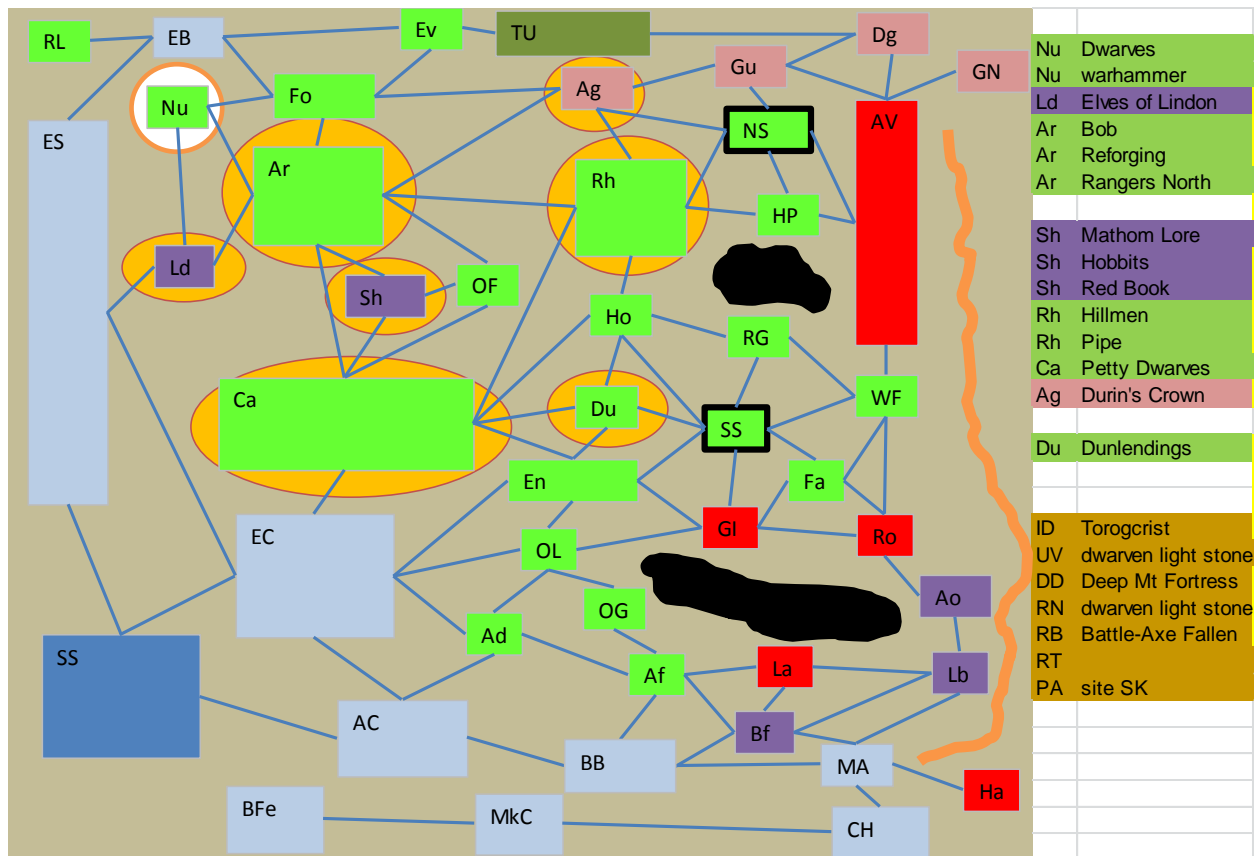 RL
EB
Ev
TU
Dg
Gu
GN
Nu
Fo
Ag
ES
NS
AV
Ar
Rh
HP
Ld
Sh
OF
Ho
RG
Ca
Du
WF
SS
En
Fa
EC
OL
GI
Ro
OG
Ao
Ad
SS
Af
La
Lb
AC
Bf
BB
MA
Ha
BFe
MkC
CH
Nu Dwarves
Nu warhammer
Ld Elves of Lindon
Ar Bob
Ar Reforging
Ar Rangers North
Sh Mathom Lore
Sh Hobbits
Sh Red Book
Rh Hillmen
Rh Pipe
Ca Petty Dwarves
Ag Durin's Crown
Du Dunlendings
ID Torogcrist
UV dwarven light stone
DD Deep Mt Fortress
RN dwarven light stone
RB Battle-Axe Fallen
RT
PA site SK